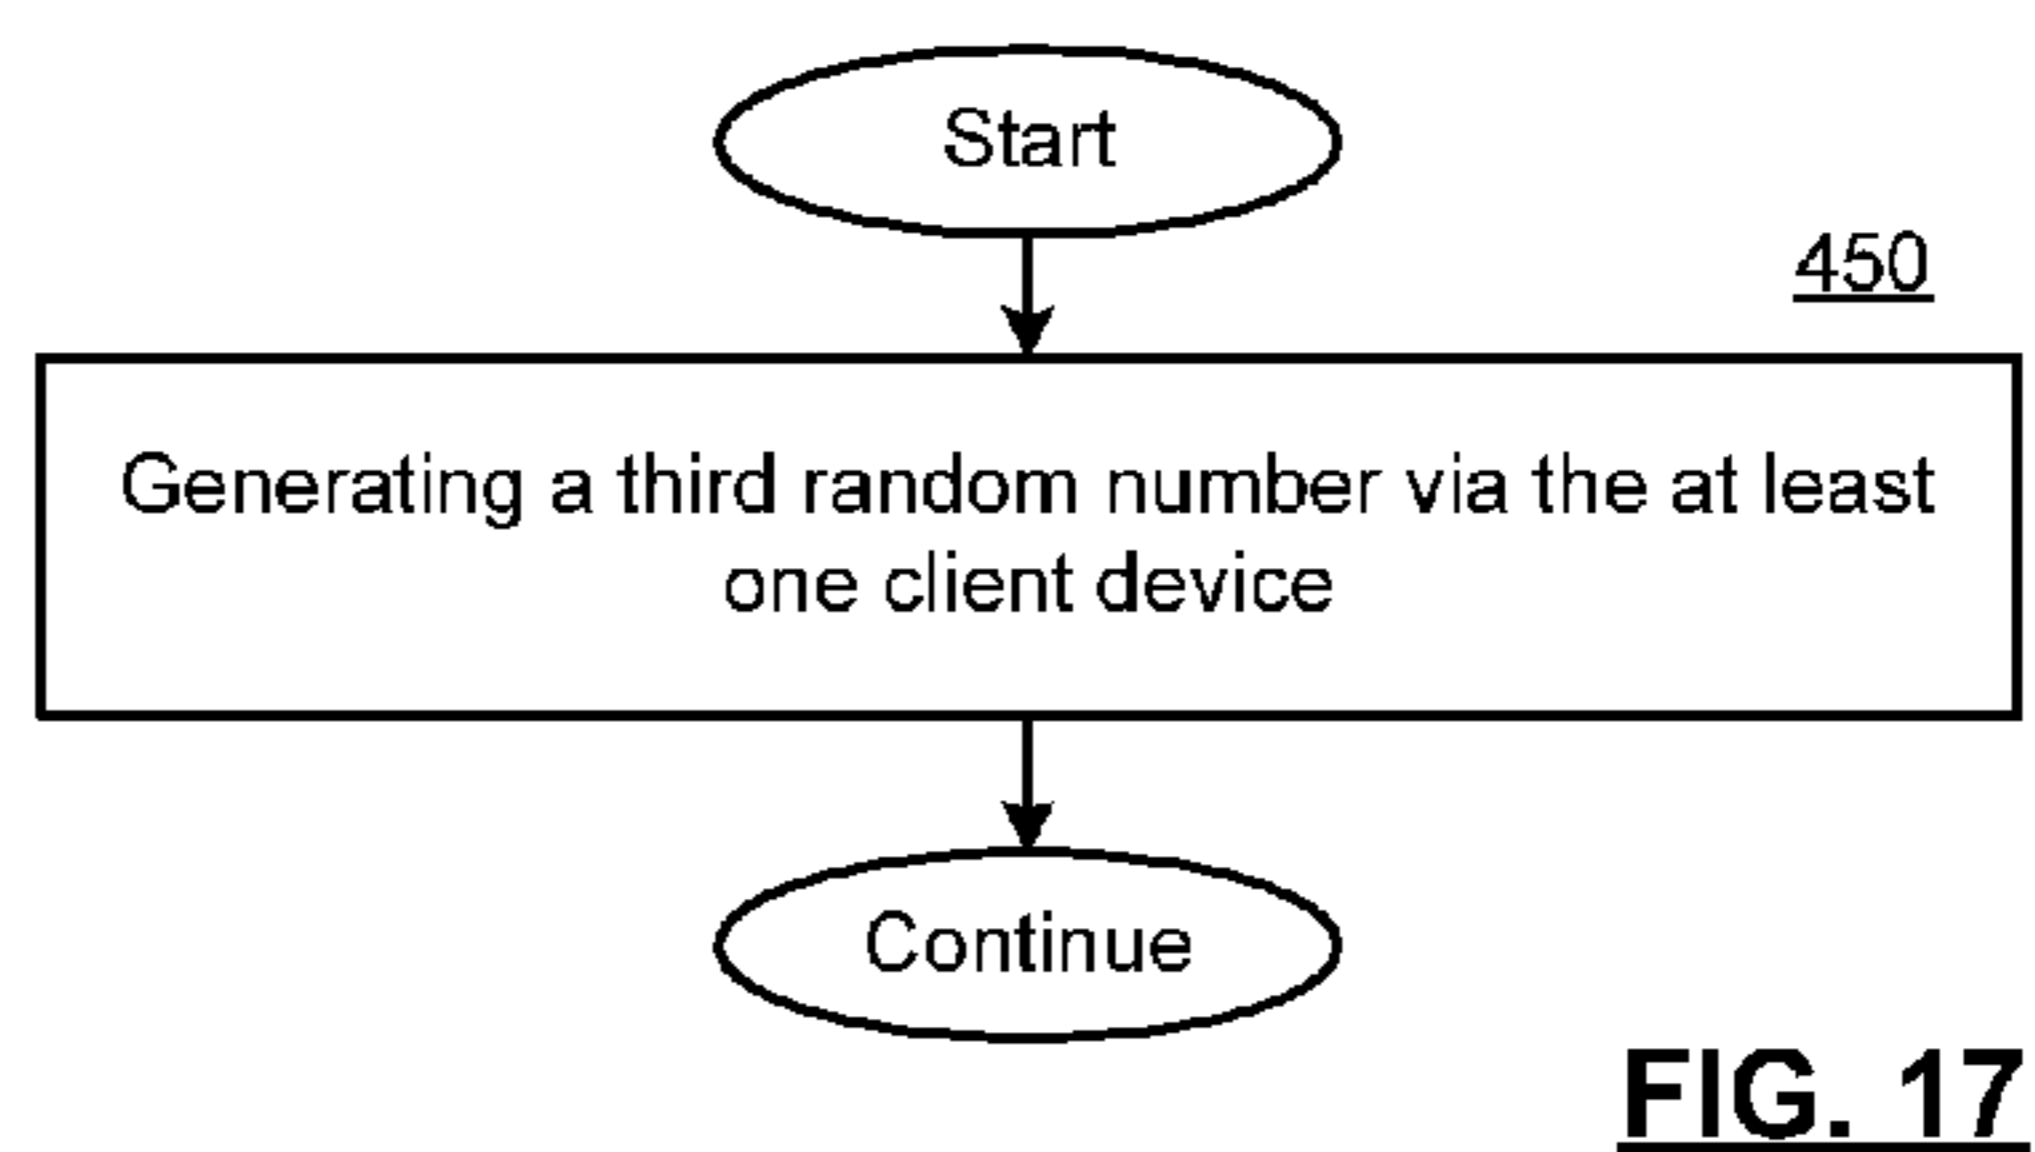 Start
450
Generating a third random number via the at least
one client device
Continue
FIG. 17